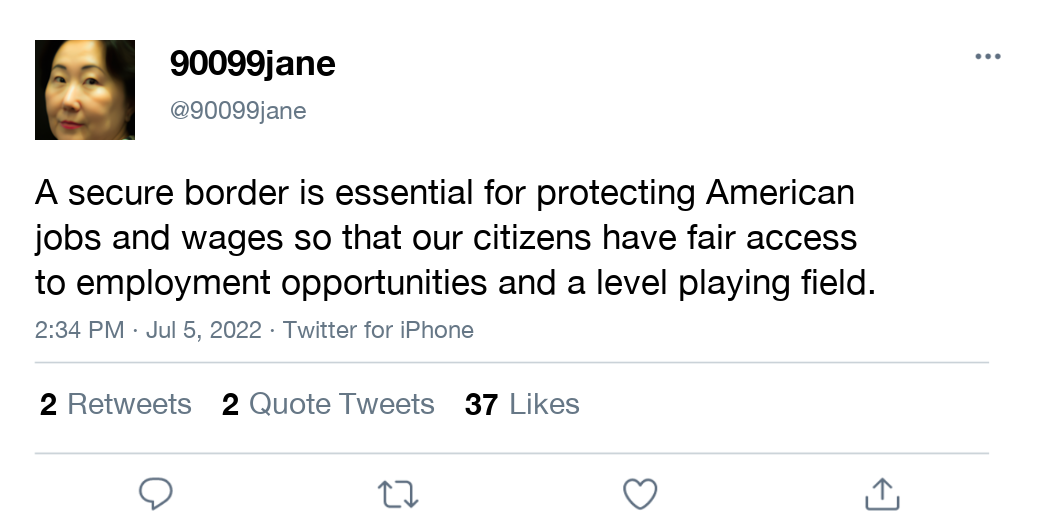 90099jane
@90099jane
A secure border is essential for protecting American
jobs and wages so that our citizens have fair access
to employment opportunities and a level playing field.
2:34 PM · Jul 5, 2022 · Twitter for iPhone
2 Retweets 2 Quote Tweets 37 Likes